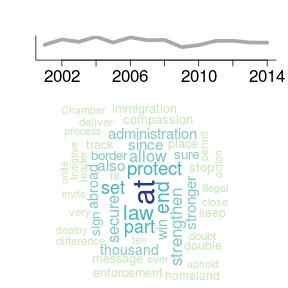 2002 2006 2010 2014
Chamber immigration
deliver compassion
process administration
track since place permit
border allow sure action
Initiative leader also protect stop
unite fill
invite abroad set at end stronger illegal
very sign secure law win strengthen close
keep
deploy part doubt
difference ten double
thousand
message ever uphold
enforcement homeland